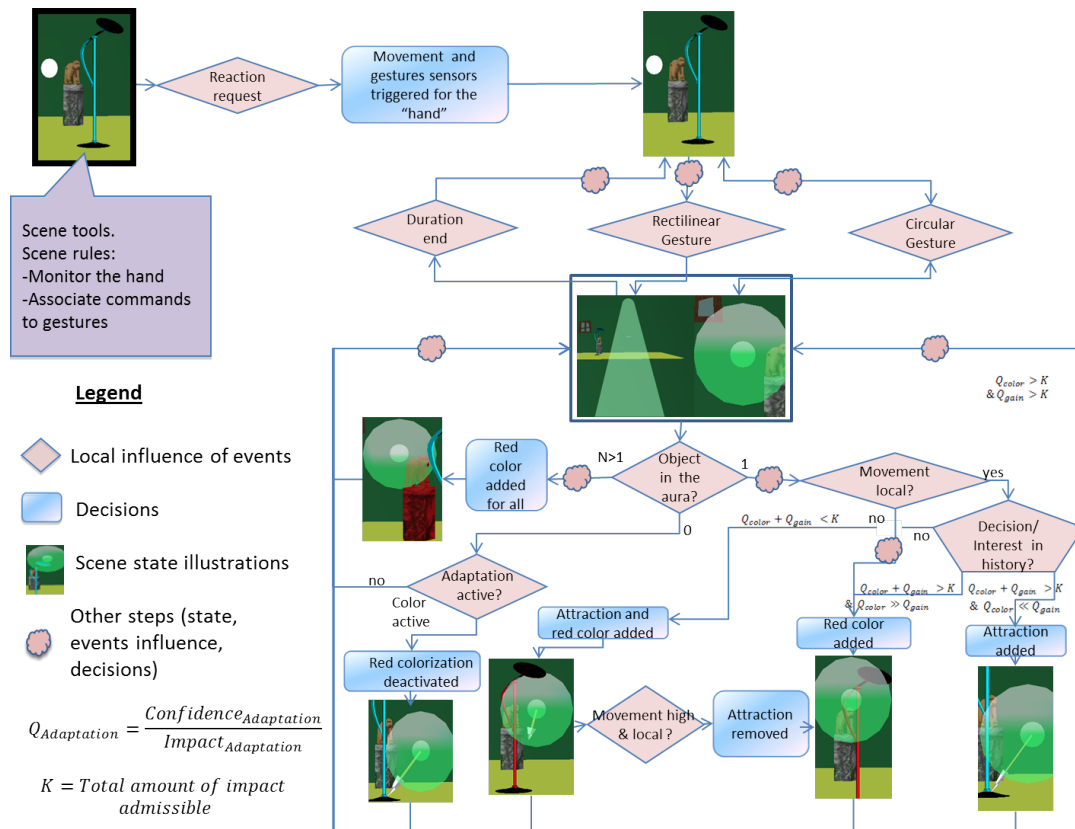 Reaction
request
Movement and
gestures sensors
triggered for the
“hand”
Scene tools.
Scene rules:
-Monitor the hand
-Associate commands
to gestures
Duration
end
Rectilinear
Gesture
Circular
Gesture
Q_color > K
& Q_gain > K
Legend
Local influence of events
Decisions
Scene state illustrations
Other steps (state,
events influence,
decisions)
Q_Adaptation = Confidence_Adaptation / Impact_Adaptation
K = Total amount of impact
admissible
Red
color
added
for all
N>1
Object
in the
aura?
1
0
Movement
local?
yes
no
Q_color + Q_gain < K
no
Decision/
Interest in
history?
Q_color + Q_gain > K
& Q_color ≫ Q_gain
Q_color + Q_gain > K
& Q_color ≪ Q_gain
no
Adaptation
active?
Color
active
Attraction and
red color added
Red color
added
Attraction
added
Red colorization
deactivated
Movement high
& local ?
Attraction
removed